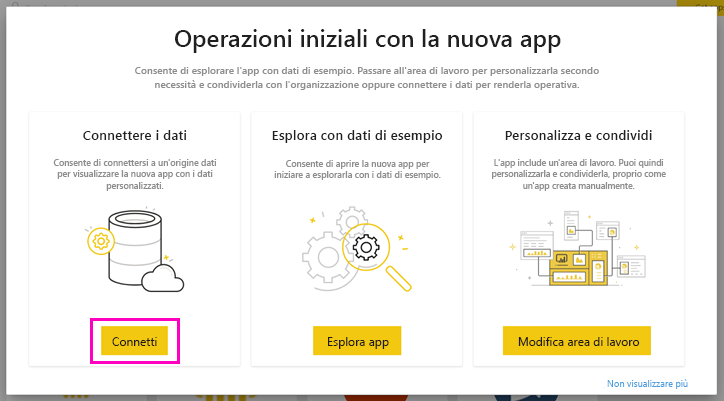 Operazioni iniziali con la nuova app
Consente di esplorare l'app con dati di esempio. Passare all'area di lavoro per personalizzarla secondo
necessità e condividerla con l'organizzazione oppure connettere i dati per renderla operativa.
Connettere i dati
Consente di connettersi a un'origine dati
per visualizzare la nuova app con i dati
personalizzati.
Connetti
Esplora con dati di esempio
Consente di aprire la nuova app per
iniziare a esplorarla con i dati di esempio.
Esplora app
Personalizza e condividi
L'app include un'area di lavoro. Puoi quindi
personalizzarla e condividerla, proprio come
un'app creata manualmente.
Modifica area di lavoro
Non visualizzare più